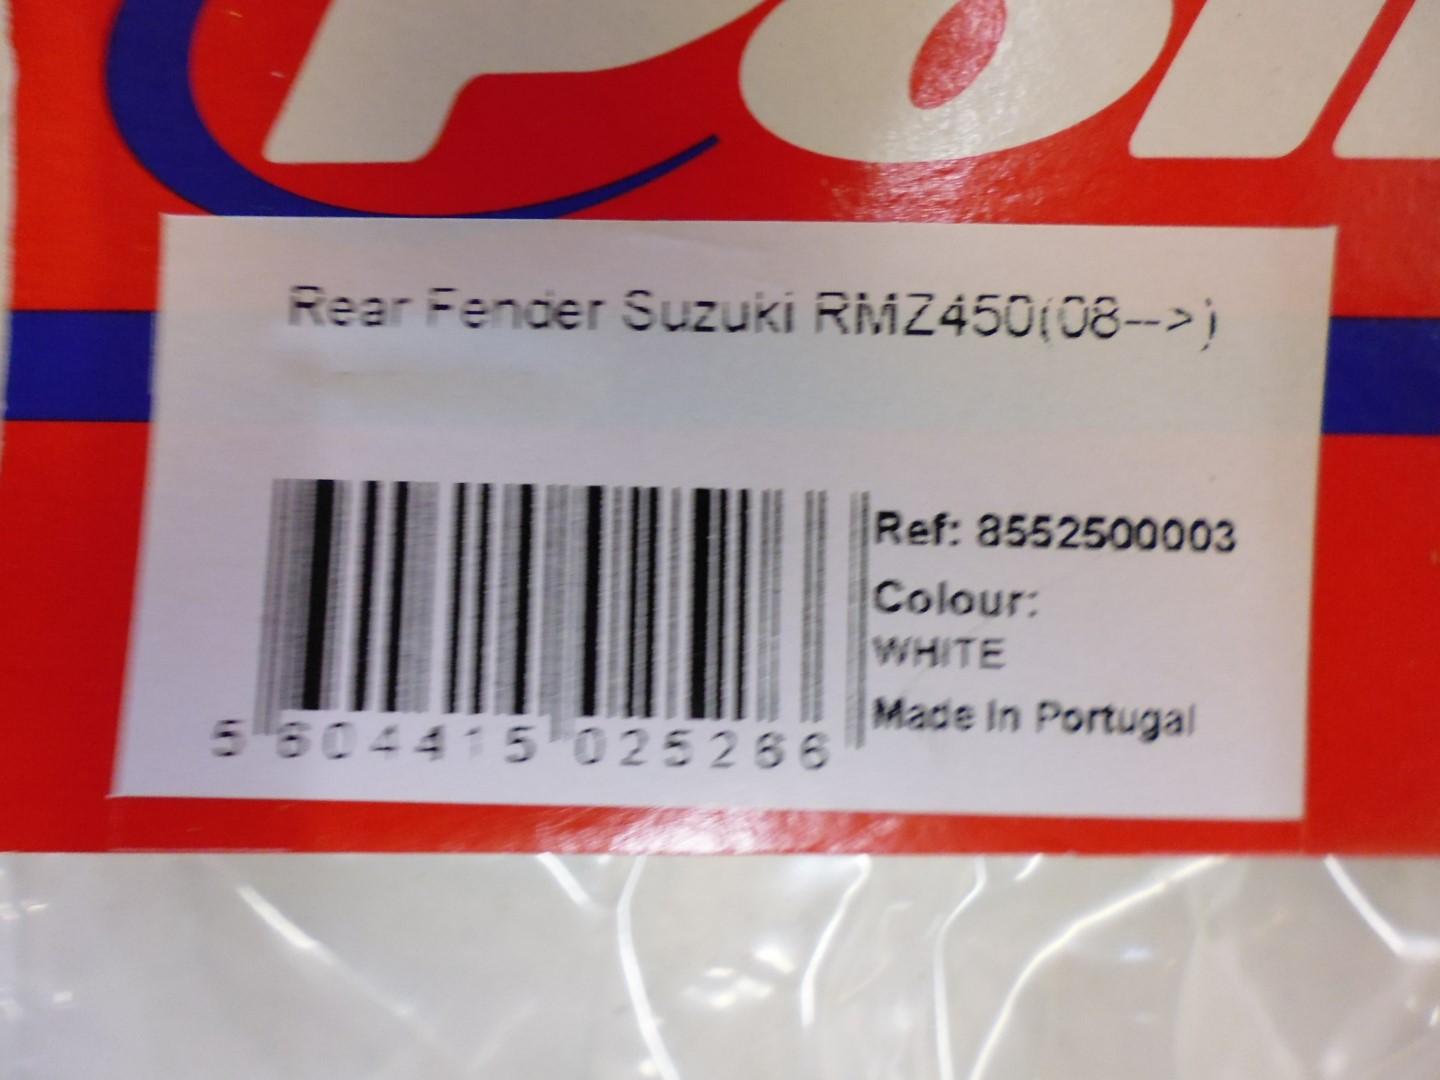 Rear Fender Suzuki RMZ450(08-->)
Ref: 8552500003
Colour:
WHITE
Made In Portugal
5 604415 025266